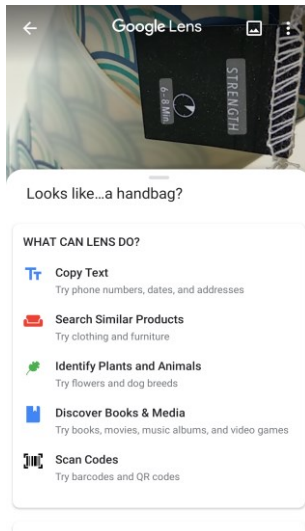 Google Lens
6 - 8 Min
STRENGTH
Looks like…a handbag?
WHAT CAN LENS DO?
Copy Text
Try phone numbers, dates, and addresses
Search Similar Products
Try clothing and furniture
Identify Plants and Animals
Try flowers and dog breeds
Discover Books & Media
Try books, movies, music albums, and video games
Scan Codes
Try barcodes and QR codes